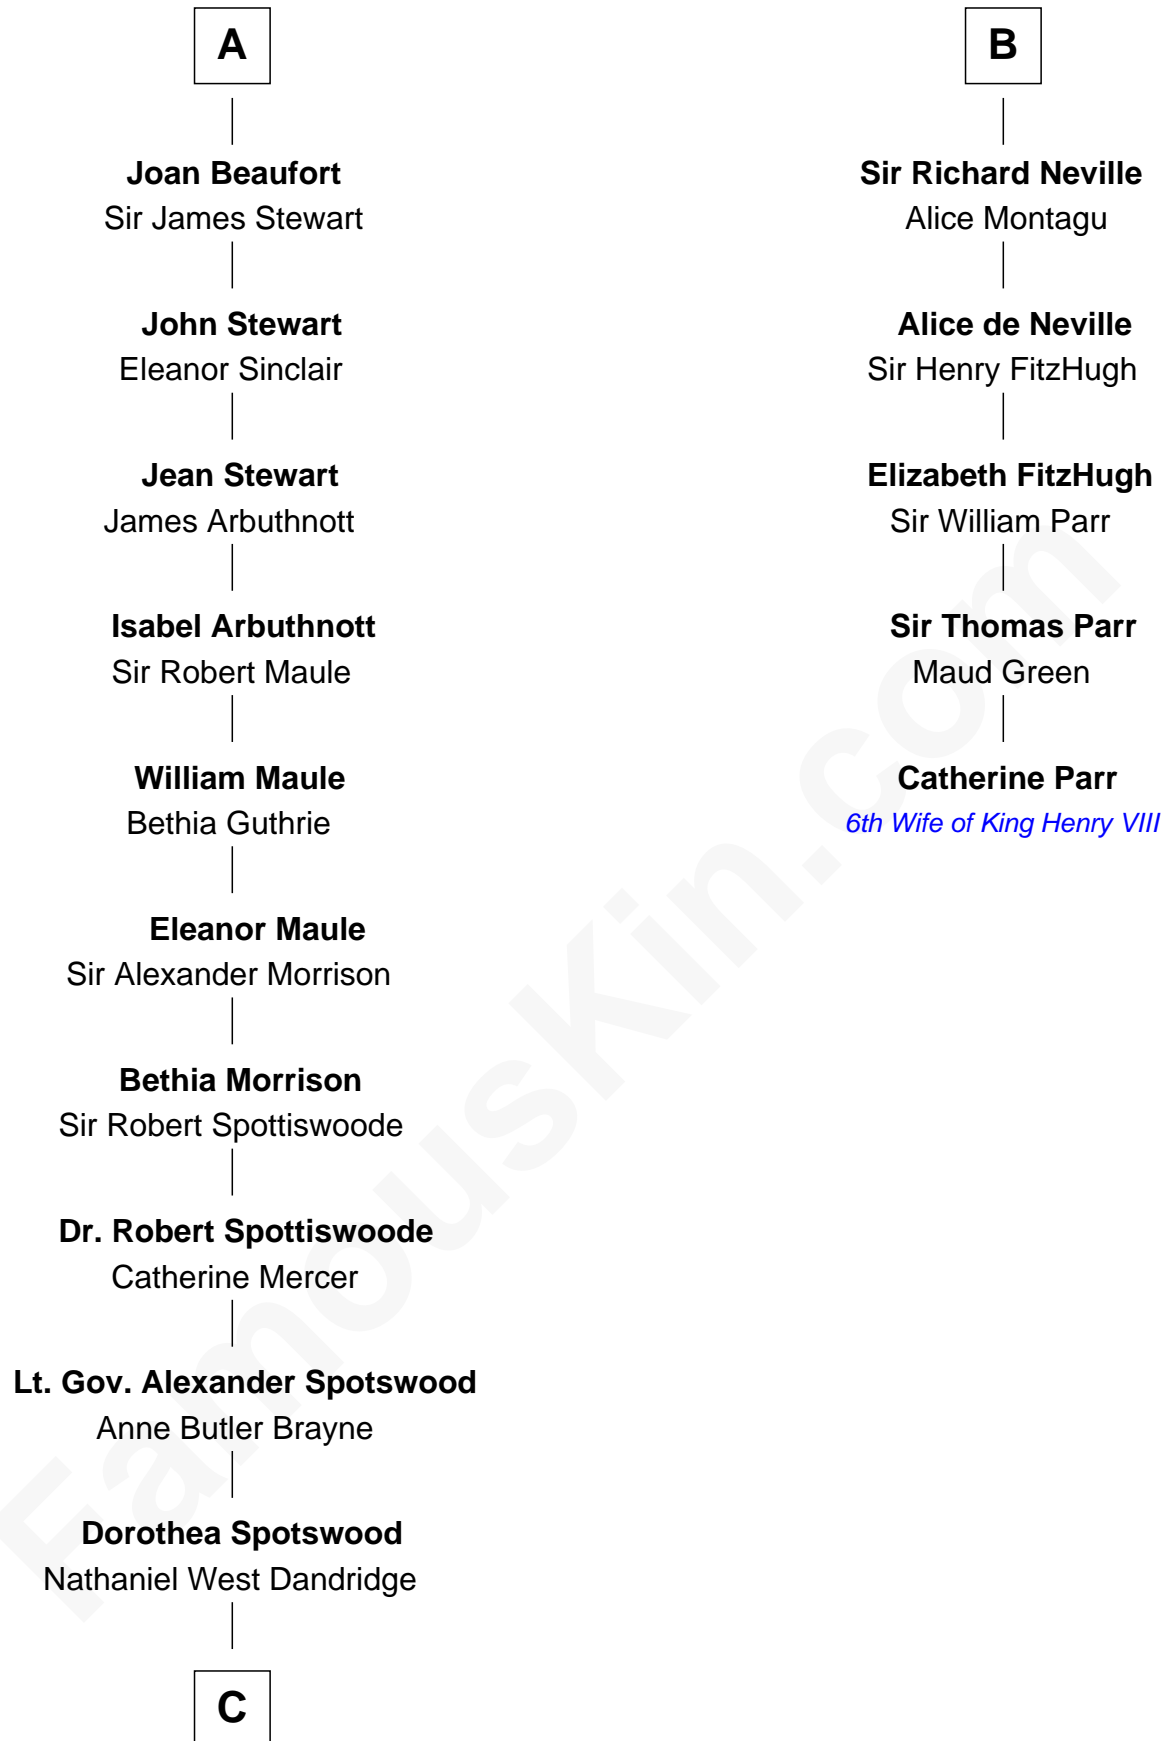 A
Joan Beaufort
Sir James Stewart
John Stewart
Eleanor Sinclair
Jean Stewart
James Arbuthnott
Isabel Arbuthnott
Sir Robert Maule
William Maule
Bethia Guthrie
Eleanor Maule
Sir Alexander Morrison
Bethia Morrison
Sir Robert Spottiswoode
Dr. Robert Spottiswoode
Catherine Mercer
Lt. Gov. Alexander Spotswood
Anne Butler Brayne
Dorothea Spotswood
Nathaniel West Dandridge
C
B
Sir Richard Neville
Alice Montagu
Alice de Neville
Sir Henry FitzHugh
Elizabeth FitzHugh
Sir William Parr
Sir Thomas Parr
Maud Green
Catherine Parr
6th Wife of King Henry VIII
FamousKin.com